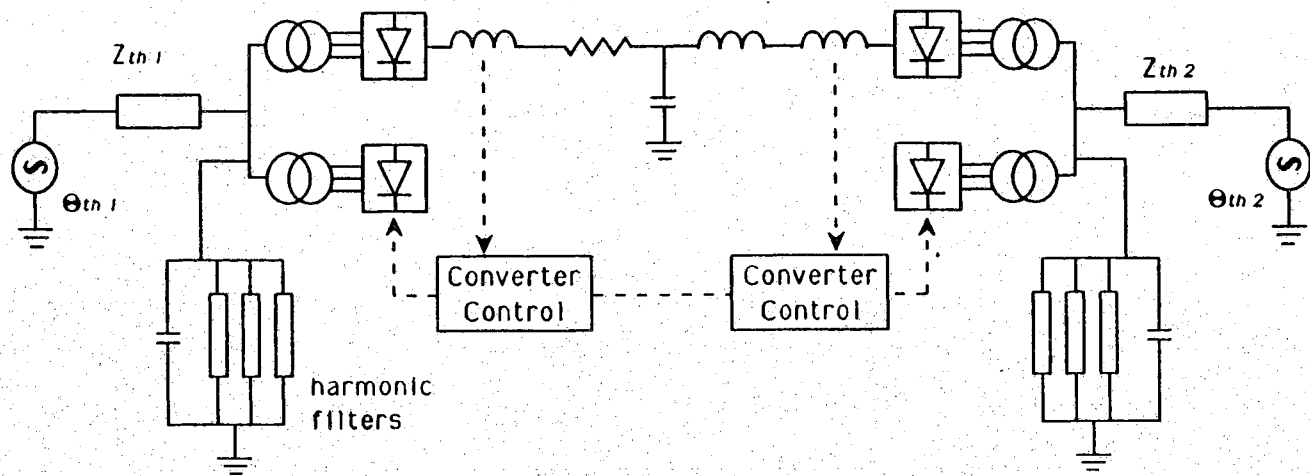 Zth 1
Zth 2
Θth 1
Θth 2
Converter
Control
Converter
Control
harmonic
filters